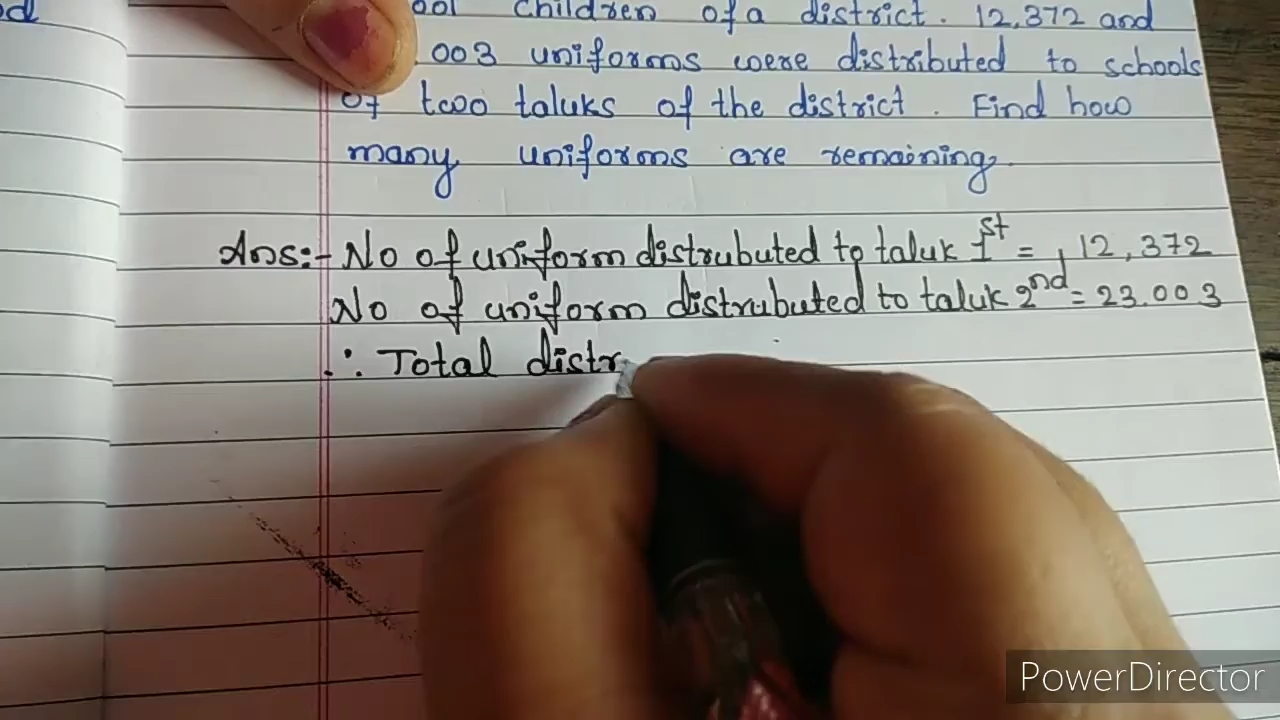 od
ool children of a district. 12,372 and
003 uniforms were distributed to schools
of two taluks of the district. Find how
many uniforms are remaining.
Ans:- No of uniform distrubuted to taluk 1st = 12,372
No of uniform distrubuted to taluk 2nd = 23.003
∴ Total distr
PowerDirector